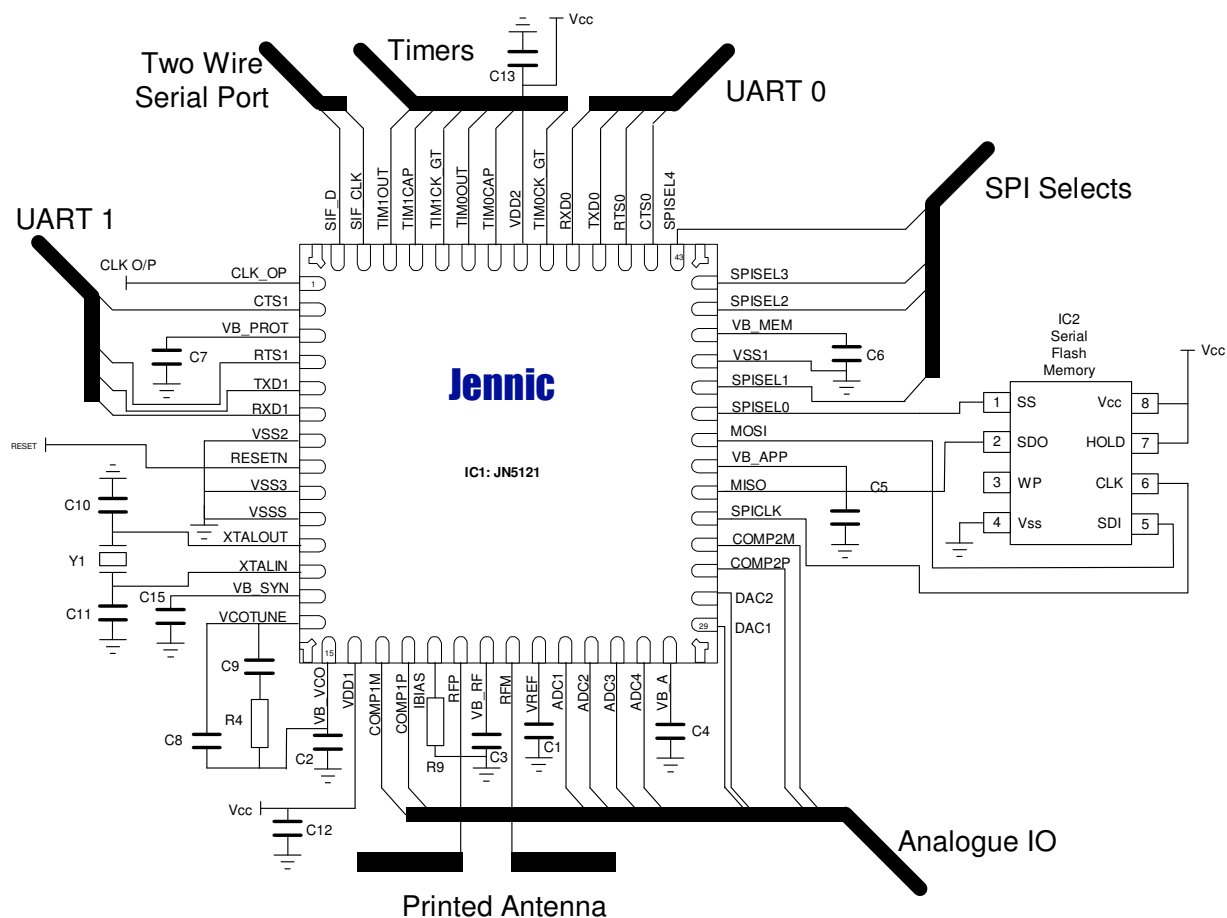 Vcc
Timers
Two Wire
Serial Port
C13
UART 0
SPI Selects
UART 1
SIF_D
SIF_CLK
TIM1OUT
TIM1CAP
TIM1CK_GT
TIM0OUT
TIM0CAP
VDD2
TIM0CK_GT
RXD0
TXD0
RTS0
CTS0
SPISEL4
43
CLK O/P
CLK_OP
1
CTS1
VB_PROT
C7
RTS1
TXD1
RXD1
VSS2
RESET
RESETN
VSS3
VSSS
C10
XTALOUT
Y1
XTALIN
C11
C15
VB_SYN
VCOTUNE
Jennic
IC1: JN5121
SPISEL3
SPISEL2
VB_MEM
C6
VSS1
SPISEL1
SPISEL0
MOSI
VB_APP
C5
MISO
SPICLK
COMP2M
COMP2P
DAC2
29
DAC1
IC2
Serial
Flash
Memory
Vcc
1 SS Vcc 8
2 SDO HOLD 7
3 WP CLK 6
4 Vss SDI 5
15
VB_VCO
VDD1
COMP1M
COMP1P
IBIAS
RFP
VB_RF
RFM
VREF
ADC1
ADC2
ADC3
ADC4
VB_A
C9
R4
C8
C2
R9
C3
C1
C4
Vcc
C12
Analogue IO
Printed Antenna